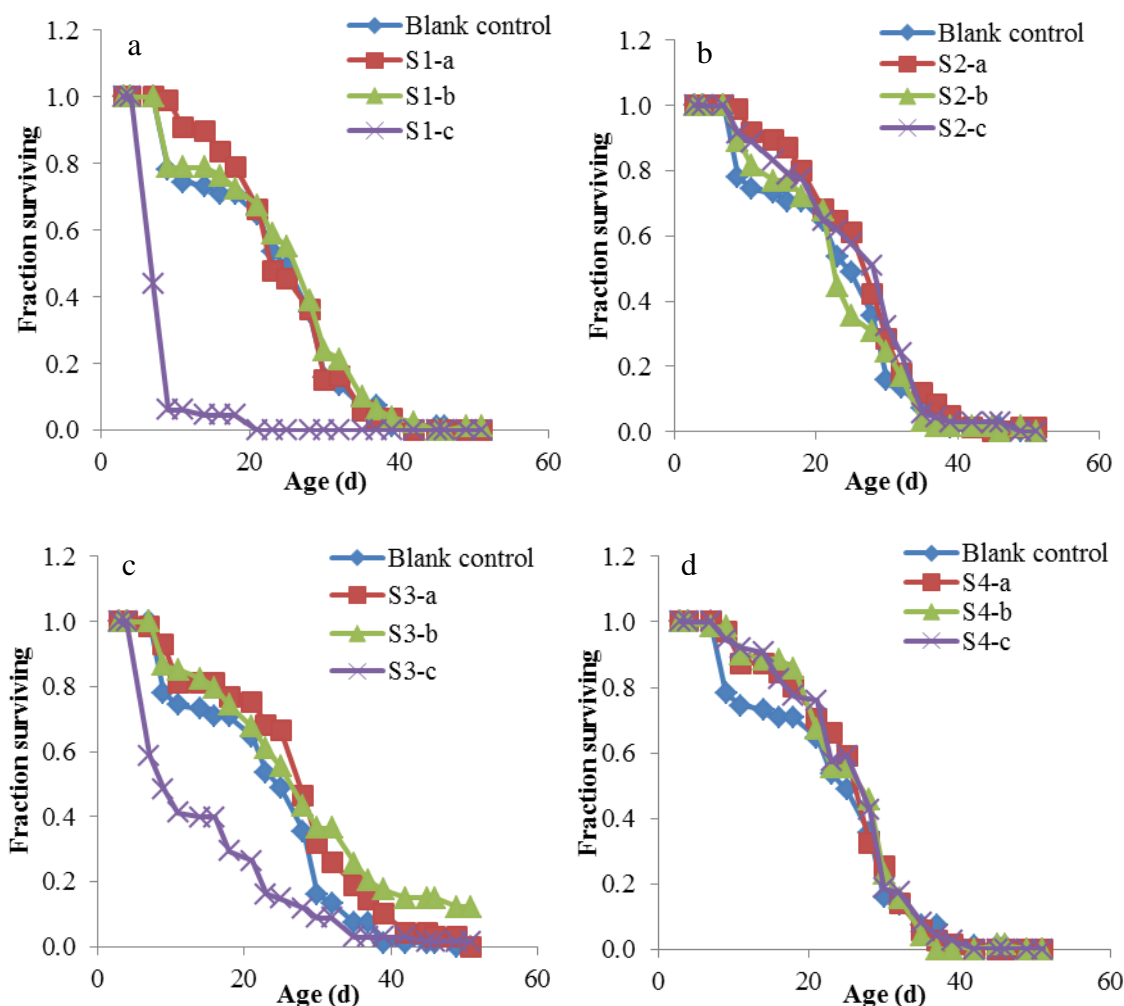 a
Blank control
S1-a
S1-b
S1-c
1.2
1.0
0.8
0.6
0.4
0.2
0.0
Fraction surviving
0
20
40
60
Age (d)
b
Blank control
S2-a
S2-b
S2-c
1.2
1.0
0.8
0.6
0.4
0.2
0.0
Fraction surviving
0
20
40
60
Age (d)
c
Blank control
S3-a
S3-b
S3-c
1.2
1.0
0.8
0.6
0.4
0.2
0.0
Fraction surviving
0
20
40
60
Age (d)
d
Blank control
S4-a
S4-b
S4-c
1.2
1.0
0.8
0.6
0.4
0.2
0.0
Fraction surviving
0
20
40
60
Age (d)